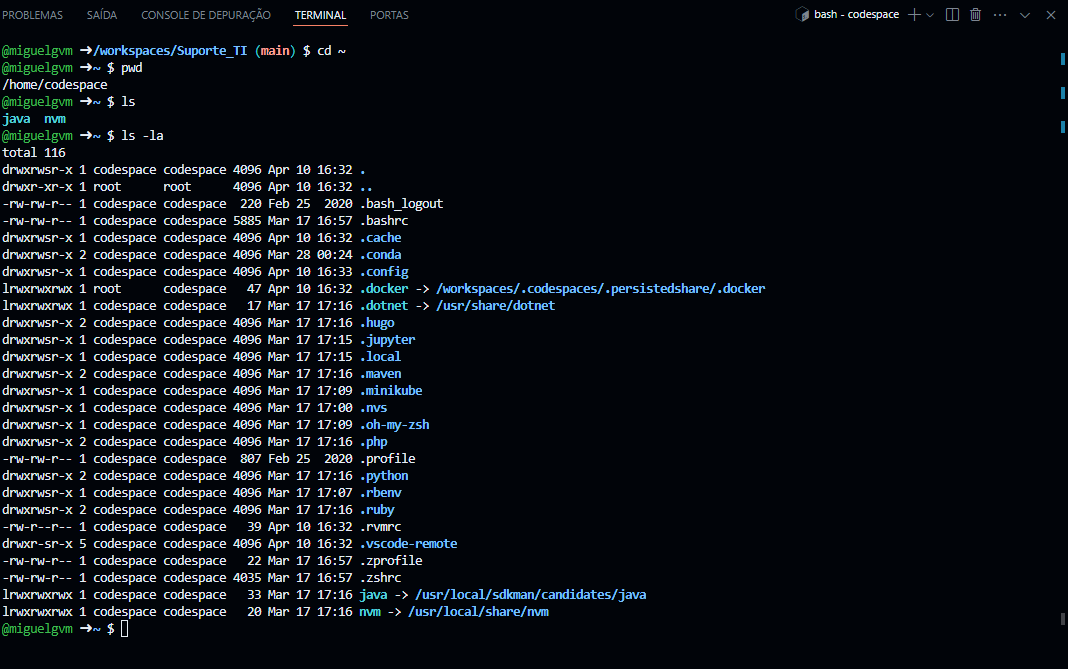 PROBLEMAS SAÍDA CONSOLE DE DEPURAÇÃO TERMINAL PORTAS bash - codespace
@miguelgvm ➜/workspaces/Suporte_TI (main) $ cd ~
@miguelgvm ➜~ $ pwd
/home/codespace
@miguelgvm ➜~ $ ls
java  nvm
@miguelgvm ➜~ $ ls -la
total 116
drwxrwsr-x 1 codespace codespace 4096 Apr 10 16:32 .
drwxr-xr-x 1 root      root      4096 Apr 10 16:32 ..
-rw-rw-r-- 1 codespace codespace  220 Feb 25  2020 .bash_logout
-rw-rw-r-- 1 codespace codespace 5885 Mar 17 16:57 .bashrc
drwxrwsr-x 1 codespace codespace 4096 Apr 10 16:32 .cache
drwxrwsr-x 2 codespace codespace 4096 Mar 28 00:24 .conda
drwxrwsr-x 1 codespace codespace 4096 Apr 10 16:33 .config
lrwxrwxrwx 1 root      codespace   47 Apr 10 16:32 .docker -> /workspaces/.codespaces/.persistedshare/.docker
lrwxrwxrwx 1 codespace codespace   17 Mar 17 17:16 .dotnet -> /usr/share/dotnet
drwxrwsr-x 2 codespace codespace 4096 Mar 17 17:16 .hugo
drwxrwsr-x 1 codespace codespace 4096 Mar 17 17:15 .jupyter
drwxrwsr-x 1 codespace codespace 4096 Mar 17 17:15 .local
drwxrwsr-x 2 codespace codespace 4096 Mar 17 17:16 .maven
drwxrwsr-x 1 codespace codespace 4096 Mar 17 17:09 .minikube
drwxrwsr-x 1 codespace codespace 4096 Mar 17 17:00 .nvs
drwxrwsr-x 1 codespace codespace 4096 Mar 17 17:09 .oh-my-zsh
drwxrwsr-x 2 codespace codespace 4096 Mar 17 17:16 .php
-rw-rw-r-- 1 codespace codespace  807 Feb 25  2020 .profile
drwxrwsr-x 2 codespace codespace 4096 Mar 17 17:16 .python
drwxrwsr-x 1 codespace codespace 4096 Mar 17 17:07 .rbenv
drwxrwsr-x 2 codespace codespace 4096 Mar 17 17:16 .ruby
-rw-r--r-- 1 codespace codespace   39 Apr 10 16:32 .rvmrc
drwxr-sr-x 5 codespace codespace 4096 Apr 10 16:32 .vscode-remote
-rw-rw-r-- 1 codespace codespace   22 Mar 17 16:57 .zprofile
-rw-rw-r-- 1 codespace codespace 4035 Mar 17 16:57 .zshrc
lrwxrwxrwx 1 codespace codespace   33 Mar 17 17:16 java -> /usr/local/sdkman/candidates/java
lrwxrwxrwx 1 codespace codespace   20 Mar 17 17:16 nvm -> /usr/local/share/nvm
@miguelgvm ➜~ $